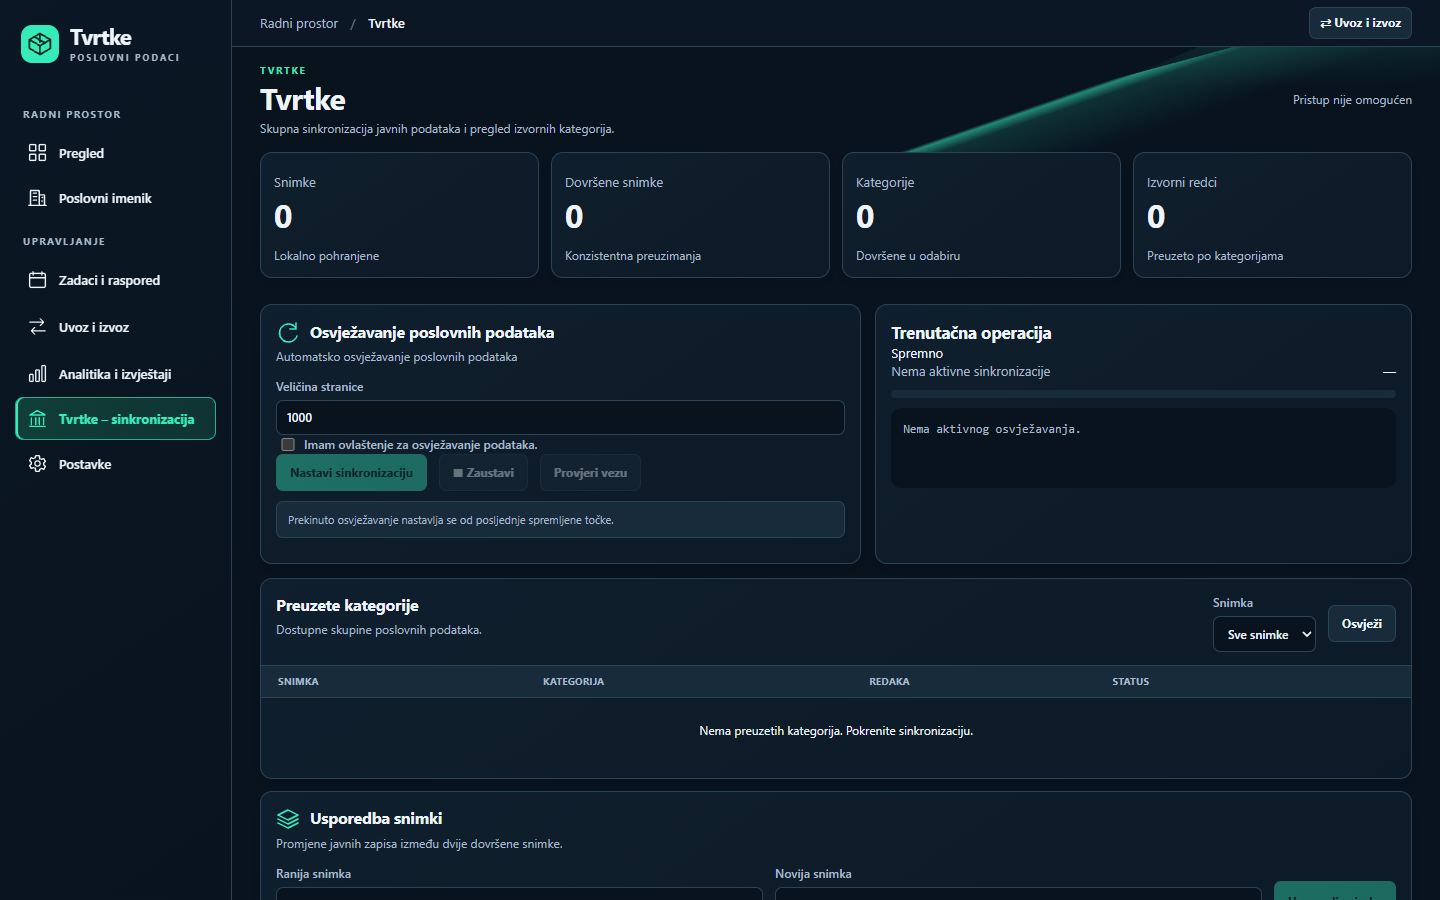 Tvrtke
POSLOVNI PODACI
RADNI PROSTOR
Pregled
Poslovni imenik
UPRAVLJANJE
Zadaci i raspored
Uvoz i izvoz
Analitika i izvještaji
Tvrtke – sinkronizacija
Postavke
Radni prostor / Tvrtke
⇄ Uvoz i izvoz
TVRTKE
Tvrtke
Skupna sinkronizacija javnih podataka i pregled izvornih kategorija.
Pristup nije omogućen
Snimke
0
Lokalno pohranjene
Dovršene snimke
0
Konzistentna preuzimanja
Kategorije
0
Dovršene u odabiru
Izvorni redci
0
Preuzeto po kategorijama
Osvježavanje poslovnih podataka
Automatsko osvježavanje poslovnih podataka
Veličina stranice
1000
Imam ovlaštenje za osvježavanje podataka.
Nastavi sinkronizaciju
■ Zaustavi
Provjeri vezu
Prekinuto osvježavanje nastavlja se od posljednje spremljene točke.
Trenutačna operacija
Spremno
Nema aktivne sinkronizacije —
Nema aktivnog osvježavanja.
Preuzete kategorije
Dostupne skupine poslovnih podataka.
Snimka
Sve snimke
Osvježi
SNIMKA KATEGORIJA REDAKA STATUS
Nema preuzetih kategorija. Pokrenite sinkronizaciju.
Usporedba snimki
Promjene javnih zapisa između dvije dovršene snimke.
Ranija snimka
Novija snimka